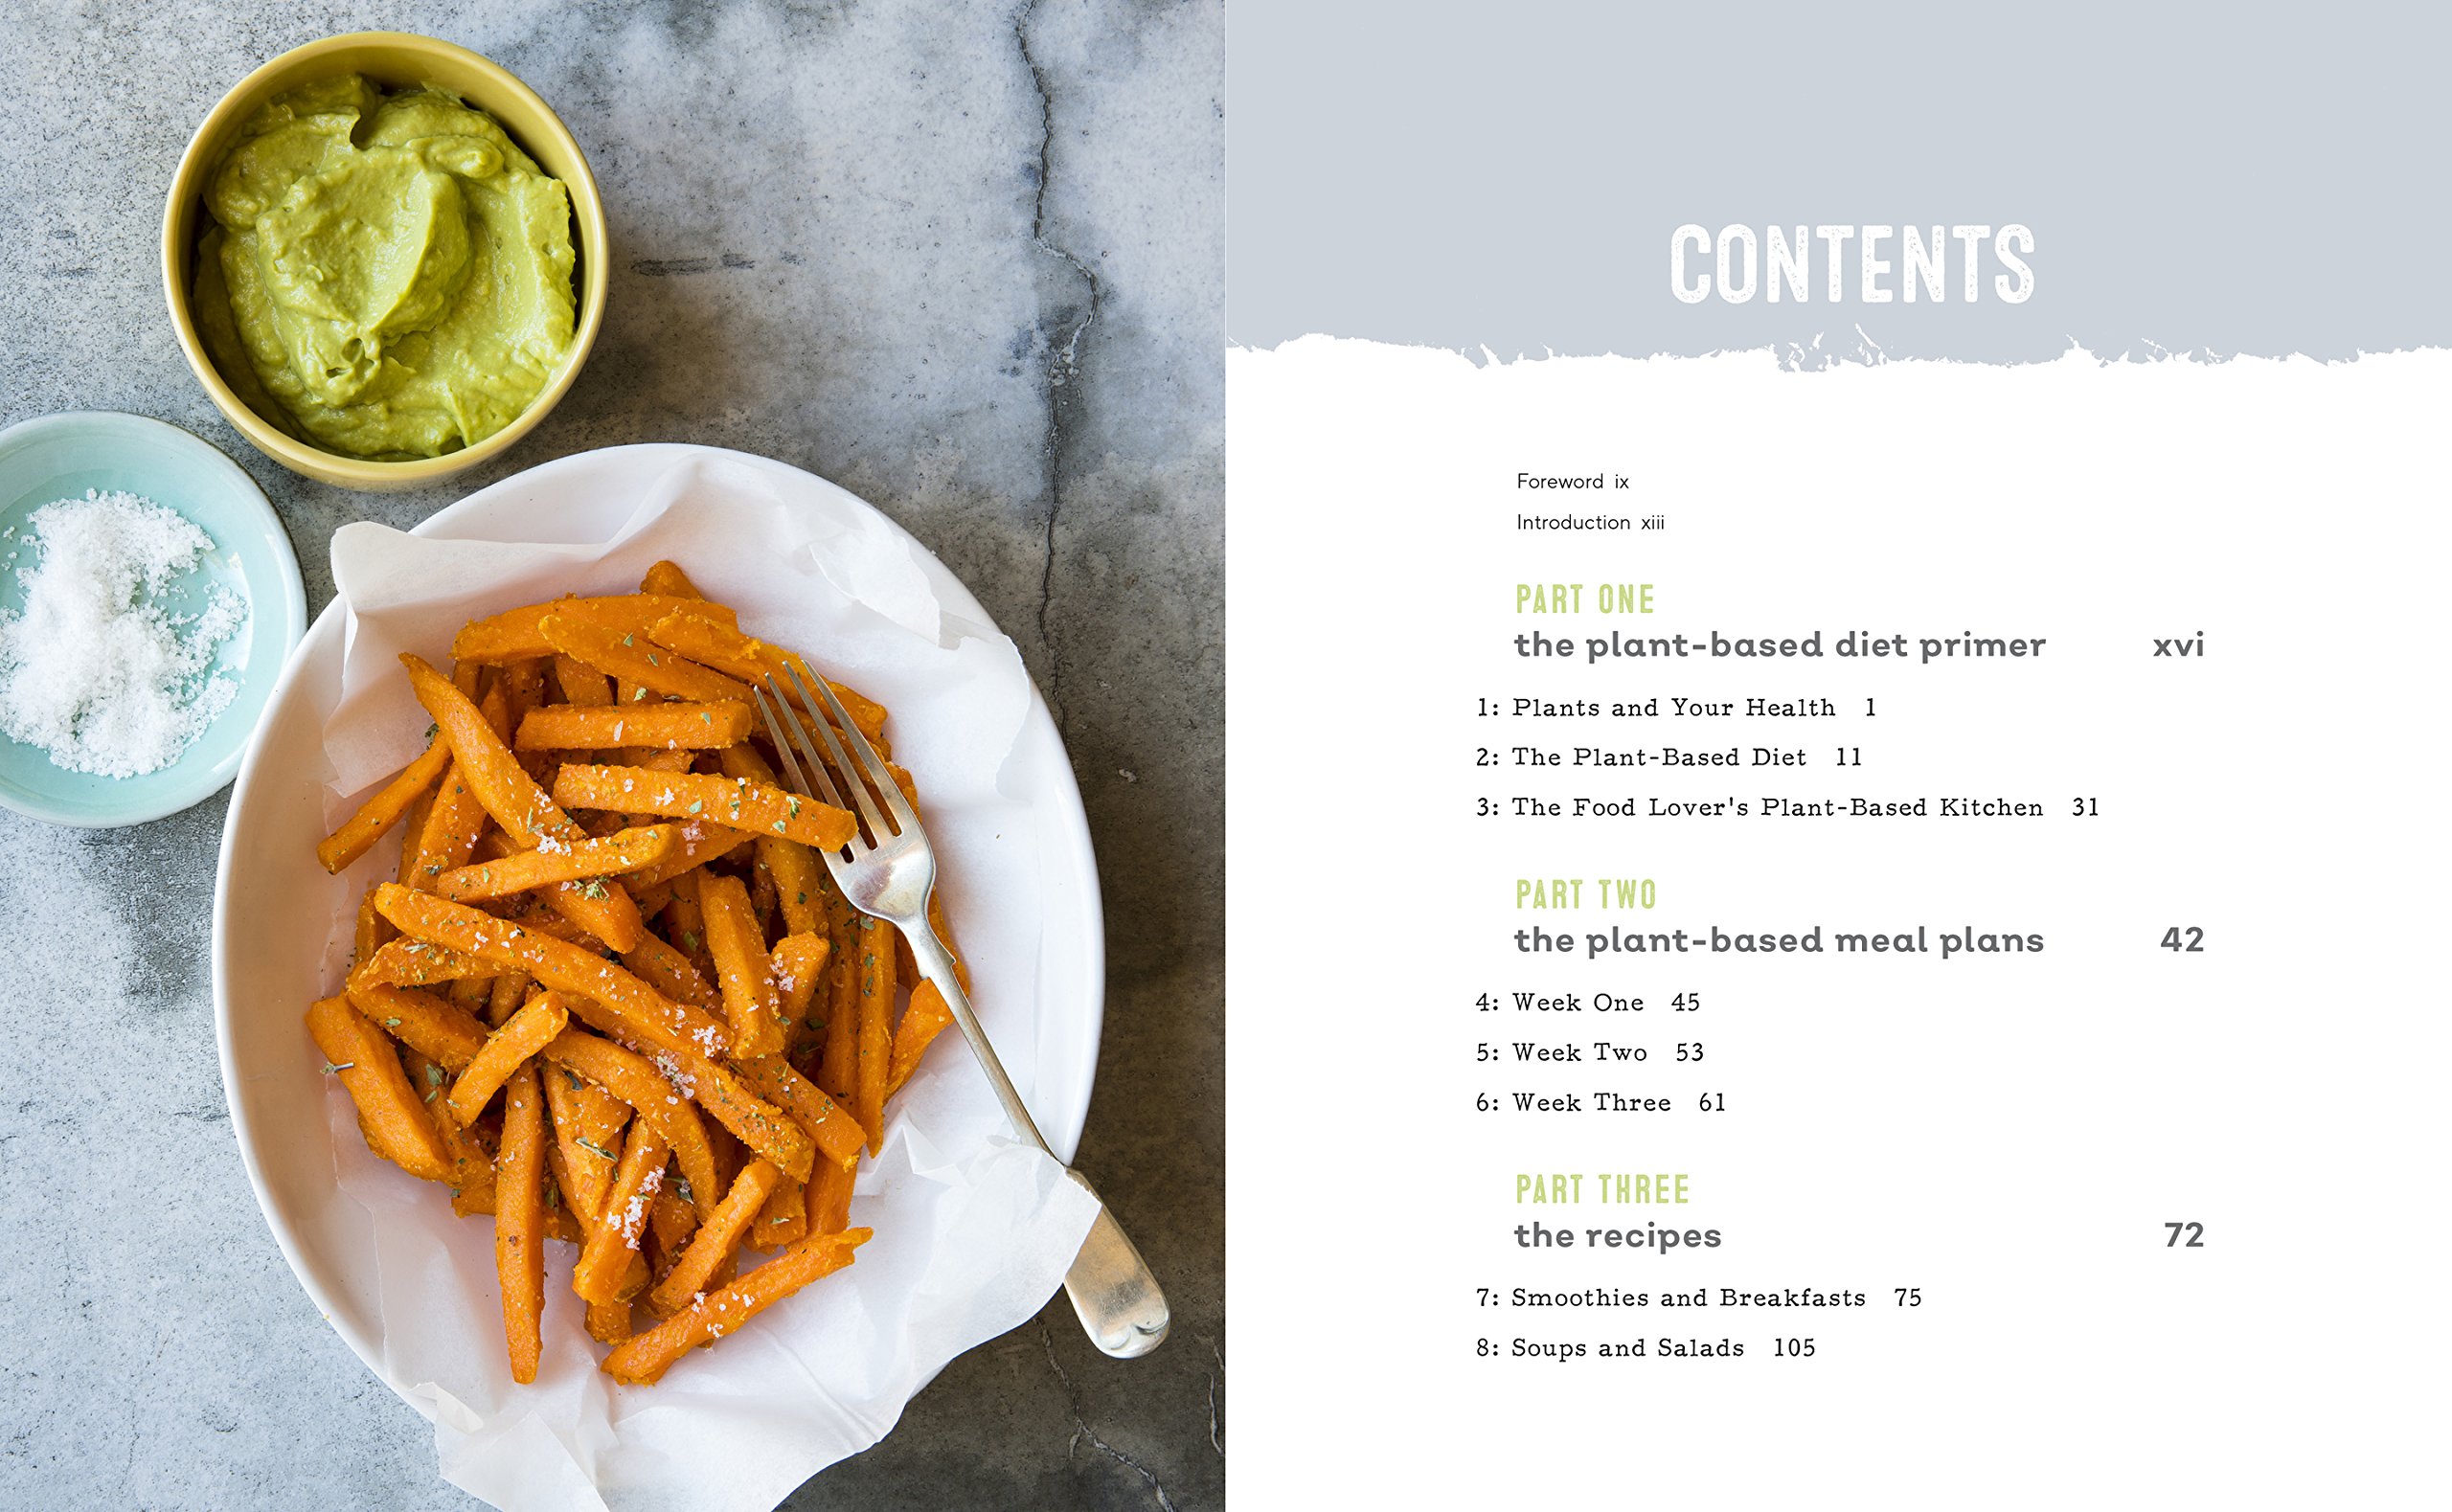 CONTENTS
Foreword ix
Introduction xiii
PART ONE
the plant-based diet primer xvi
1: Plants and Your Health 1
2: The Plant-Based Diet 11
3: The Food Lover's Plant-Based Kitchen 31
PART TWO
the plant-based meal plans 42
4: Week One 45
5: Week Two 53
6: Week Three 61
PART THREE
the recipes 72
7: Smoothies and Breakfasts 75
8: Soups and Salads 105